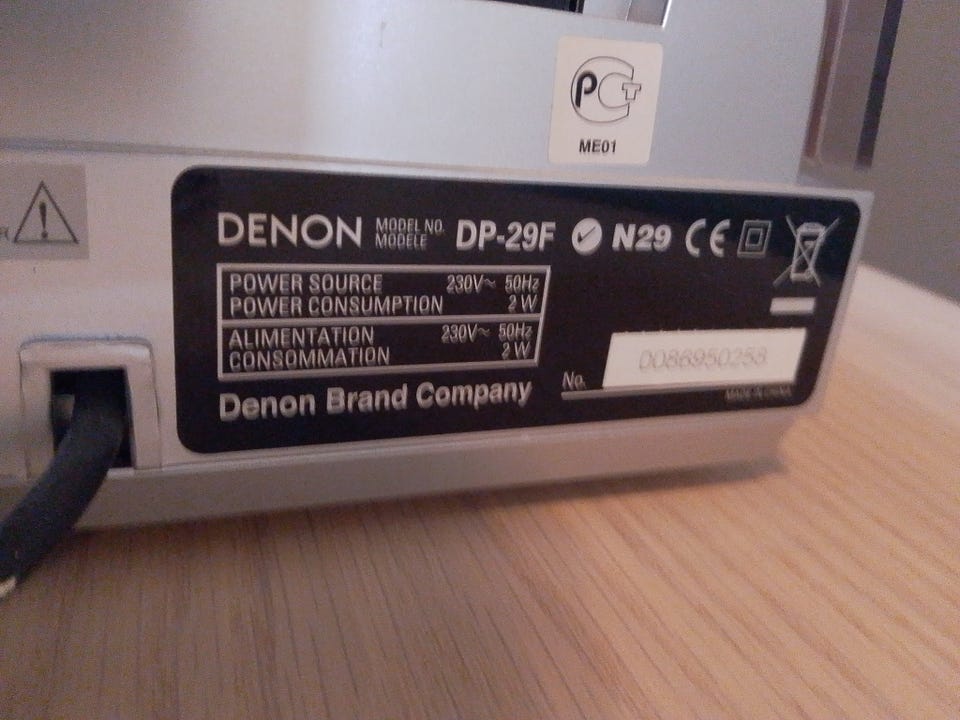 РСТ
ME01
DENON MODEL NO. MODELE DP-29F N29 CE
POWER SOURCE 230V~ 50Hz
POWER CONSUMPTION 2 W
ALIMENTATION 230V~ 50Hz
CONSOMMATION 2 W
No. 0086950258
MADE IN CHINA
Denon Brand Company